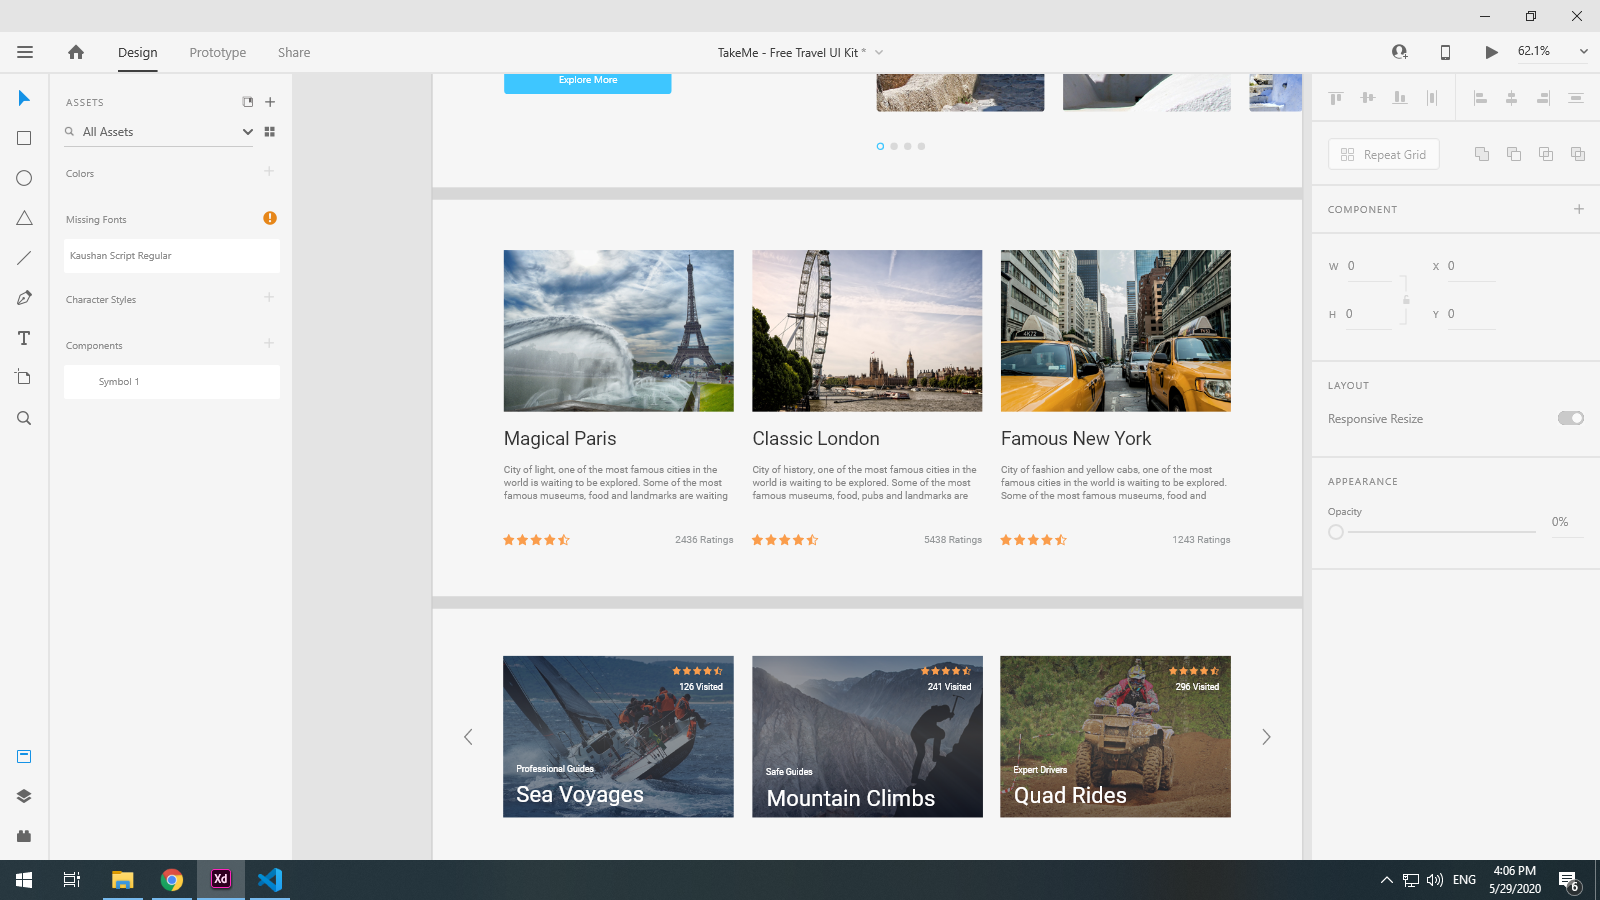 Design
Prototype
Share
TakeMe - Free Travel UI Kit *
62.1%
ASSETS
All Assets
Colors
Missing Fonts
Kaushan Script Regular
Character Styles
Components
Symbol 1
Explore More
Magical Paris
City of light, one of the most famous cities in the
world is waiting to be explored. Some of the most
famous museums, food and landmarks are waiting
2436 Ratings
Classic London
City of history, one of the most famous cities in the
world is waiting to be explored. Some of the most
famous museums, food, pubs and landmarks are
5438 Ratings
Famous New York
City of fashion and yellow cabs, one of the most
famous cities in the world is waiting to be explored.
Some of the most famous museums, food and
1243 Ratings
126 Visited
Professional Guides
Sea Voyages
241 Visited
Safe Guides
Mountain Climbs
296 Visited
Expert Drivers
Quad Rides
Repeat Grid
COMPONENT
W 0
X 0
H 0
Y 0
LAYOUT
Responsive Resize
APPEARANCE
Opacity
0%
Xd
ENG
4:06 PM
5/29/2020
6